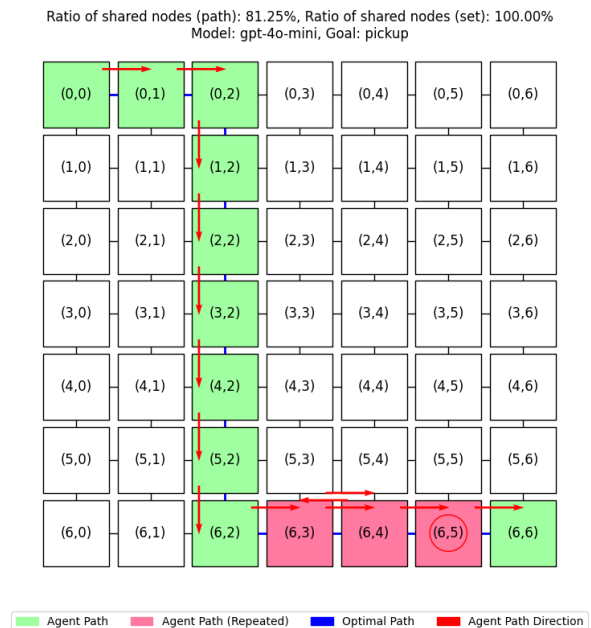 Ratio of shared nodes (path): 81.25%, Ratio of shared nodes (set): 100.00%
Model: gpt-4o-mini, Goal: pickup
(0,0) (0,1) (0,2) (0,3) (0,4) (0,5) (0,6)
(1,0) (1,1) (1,2) (1,3) (1,4) (1,5) (1,6)
(2,0) (2,1) (2,2) (2,3) (2,4) (2,5) (2,6)
(3,0) (3,1) (3,2) (3,3) (3,4) (3,5) (3,6)
(4,0) (4,1) (4,2) (4,3) (4,4) (4,5) (4,6)
(5,0) (5,1) (5,2) (5,3) (5,4) (5,5) (5,6)
(6,0) (6,1) (6,2) (6,3) (6,4) (6,5) (6,6)
Agent Path Agent Path (Repeated) Optimal Path Agent Path Direction